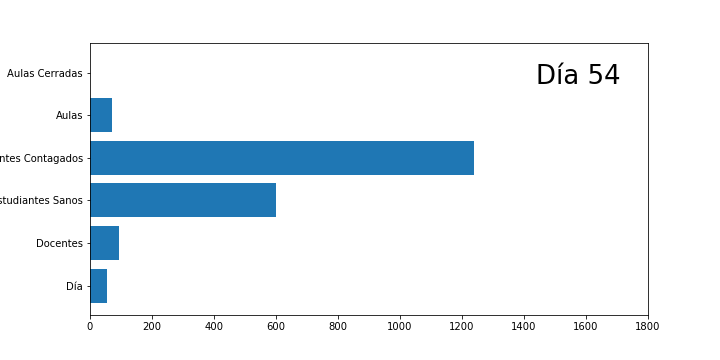 Día 54
Aulas Cerradas
Aulas
ntes Contagados
studiantes Sanos
Docentes
Día
0 200 400 600 800 1000 1200 1400 1600 1800